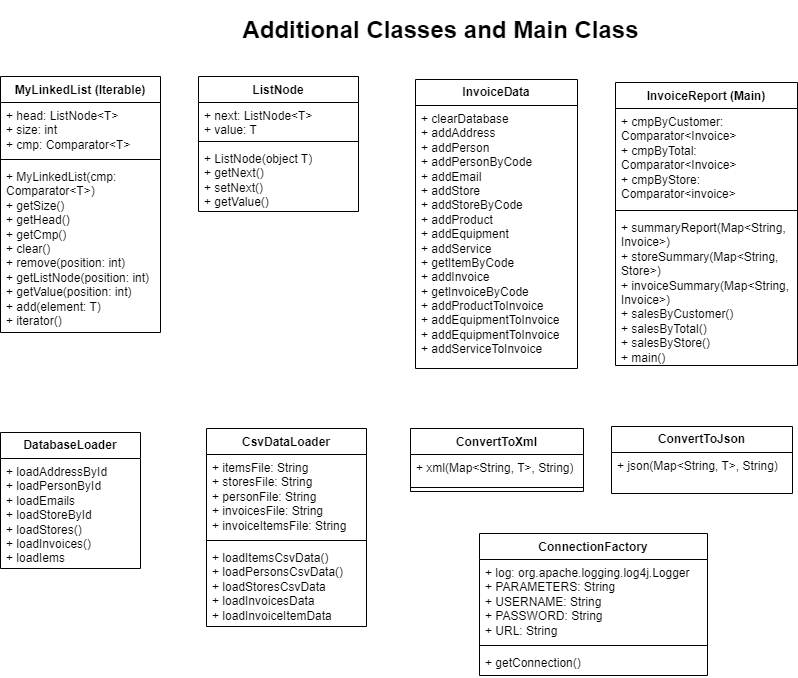 Additional Classes and Main Class
MyLinkedList (Iterable)
+ head: ListNode<T>
+ size: int
+ cmp: Comparator<T>
+ MyLinkedList(cmp:
Comparator<T>)
+ getSize()
+ getHead()
+ getCmp()
+ clear()
+ remove(position: int)
+ getListNode(position: int)
+ getValue(position: int)
+ add(element: T)
+ iterator()
ListNode
+ next: ListNode<T>
+ value: T
+ ListNode(object T)
+ getNext()
+ setNext()
+ getValue()
InvoiceData
+ clearDatabase
+ addAddress
+ addPerson
+ addPersonByCode
+ addEmail
+ addStore
+ addStoreByCode
+ addProduct
+ addEquipment
+ addService
+ getItemByCode
+ addInvoice
+ getInvoiceByCode
+ addProductToInvoice
+ addEquipmentToInvoice
+ addEquipmentToInvoice
+ addServiceToInvoice
InvoiceReport (Main)
+ cmpByCustomer:
Comparator<Invoice>
+ cmpByTotal:
Comparator<Invoice>
+ cmpByStore:
Comparator<invoice>
+ summaryReport(Map<String,
Invoice>)
+ storeSummary(Map<String,
Store>)
+ invoiceSummary(Map<String,
Invoice>)
+ salesByCustomer()
+ salesByTotal()
+ salesByStore()
+ main()
DatabaseLoader
+ loadAddressById
+ loadPersonById
+ loadEmails
+ loadStoreById
+ loadStores()
+ loadInvoices()
+ loadIems
CsvDataLoader
+ itemsFile: String
+ storesFile: String
+ personFile: String
+ invoicesFile: String
+ invoiceItemsFile: String
+ loadItemsCsvData()
+ loadPersonsCsvData()
+ loadStoresCsvData
+ loadInvoicesData
+ loadInvoiceItemData
ConvertToXml
+ xml(Map<String, T>, String)
ConvertToJson
+ json(Map<String, T>, String)
ConnectionFactory
+ log: org.apache.logging.log4j.Logger
+ PARAMETERS: String
+ USERNAME: String
+ PASSWORD: String
+ URL: String
+ getConnection()